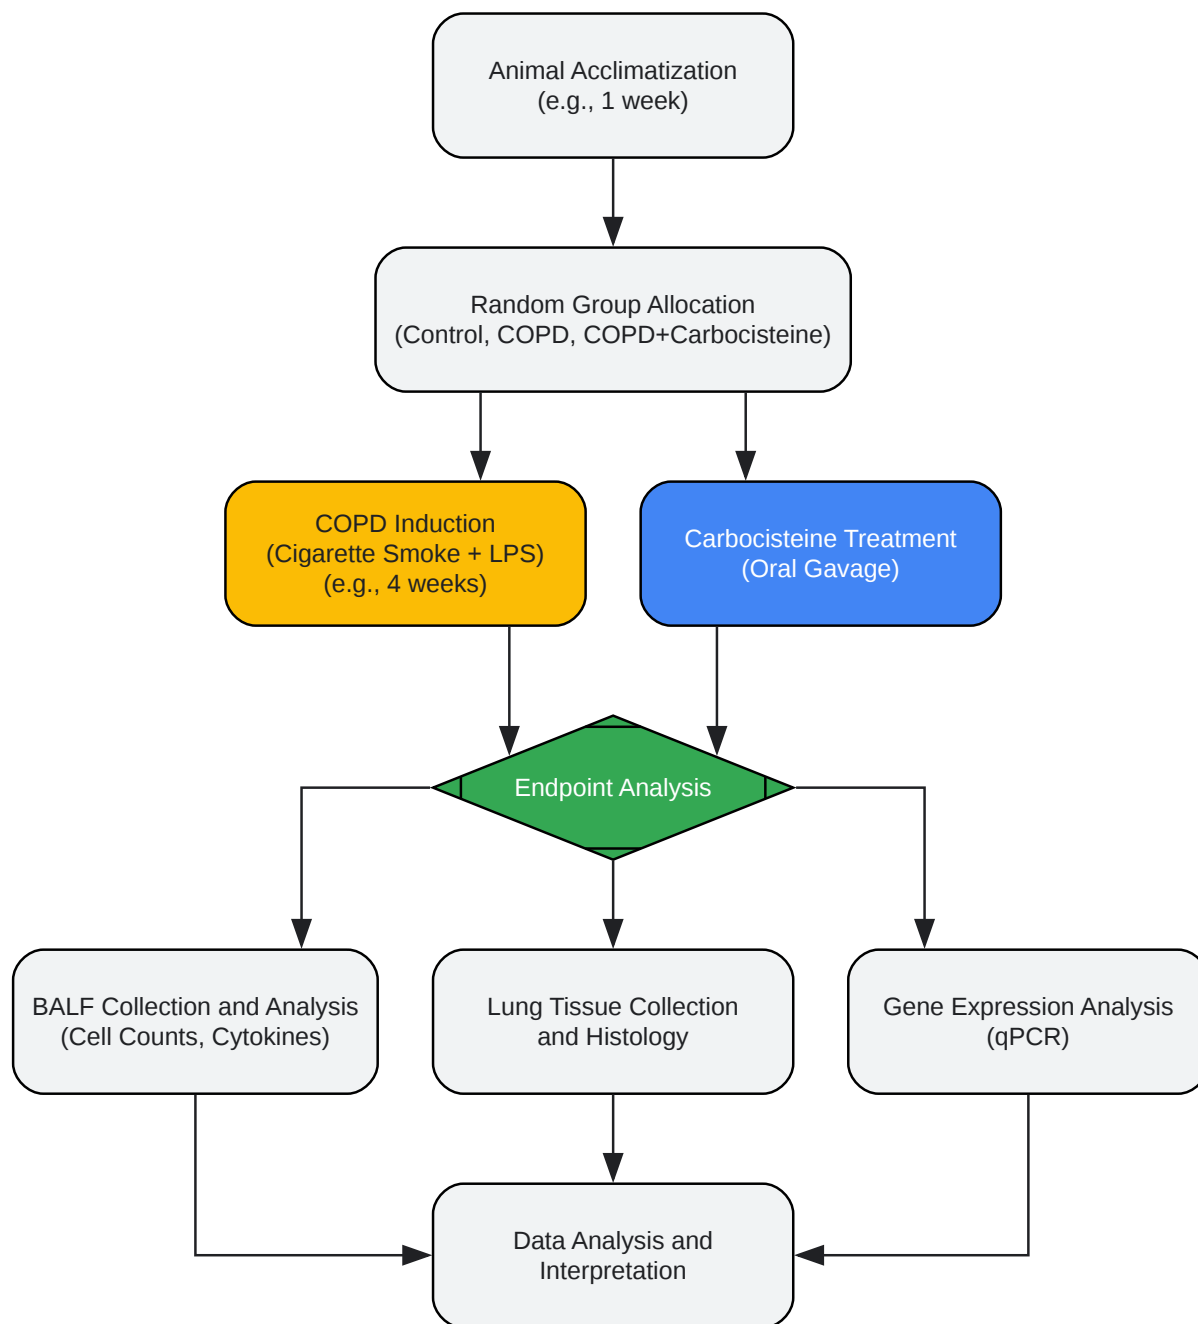 Animal Acclimatization
(e.g., 1 week)
Random Group Allocation
(Control, COPD, COPD+Carbocisteine)
COPD Induction
(Cigarette Smoke + LPS)
(e.g., 4 weeks)
Carbocisteine Treatment
(Oral Gavage)
Endpoint Analysis
BALF Collection and Analysis
(Cell Counts, Cytokines)
Lung Tissue Collection
and Histology
Gene Expression Analysis
(qPCR)
Data Analysis and
Interpretation